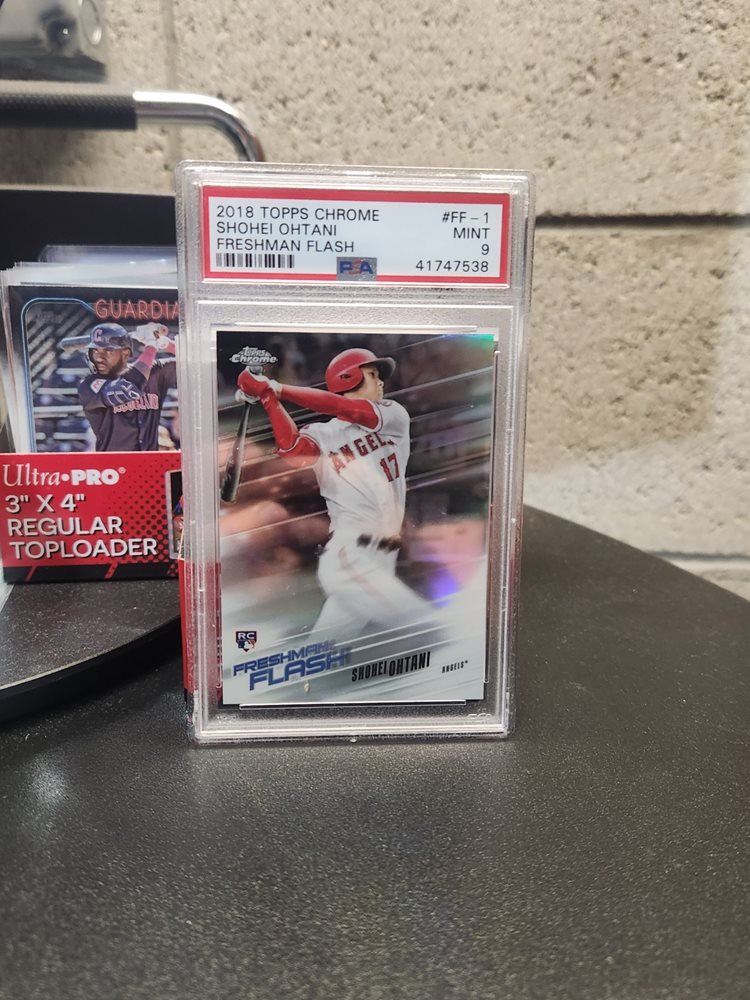 2018 TOPPS CHROME #FF-1
SHOHEI OHTANI MINT
FRESHMAN FLASH 9
PSA 41747538
Topps
Chrome
ANGELS
17
RC
FRESHMAN
FLASH
SHOHEI OHTANI
ANGELS
GUARDIA
Ultra•PRO®
3" X 4"
REGULAR
TOPLOADER